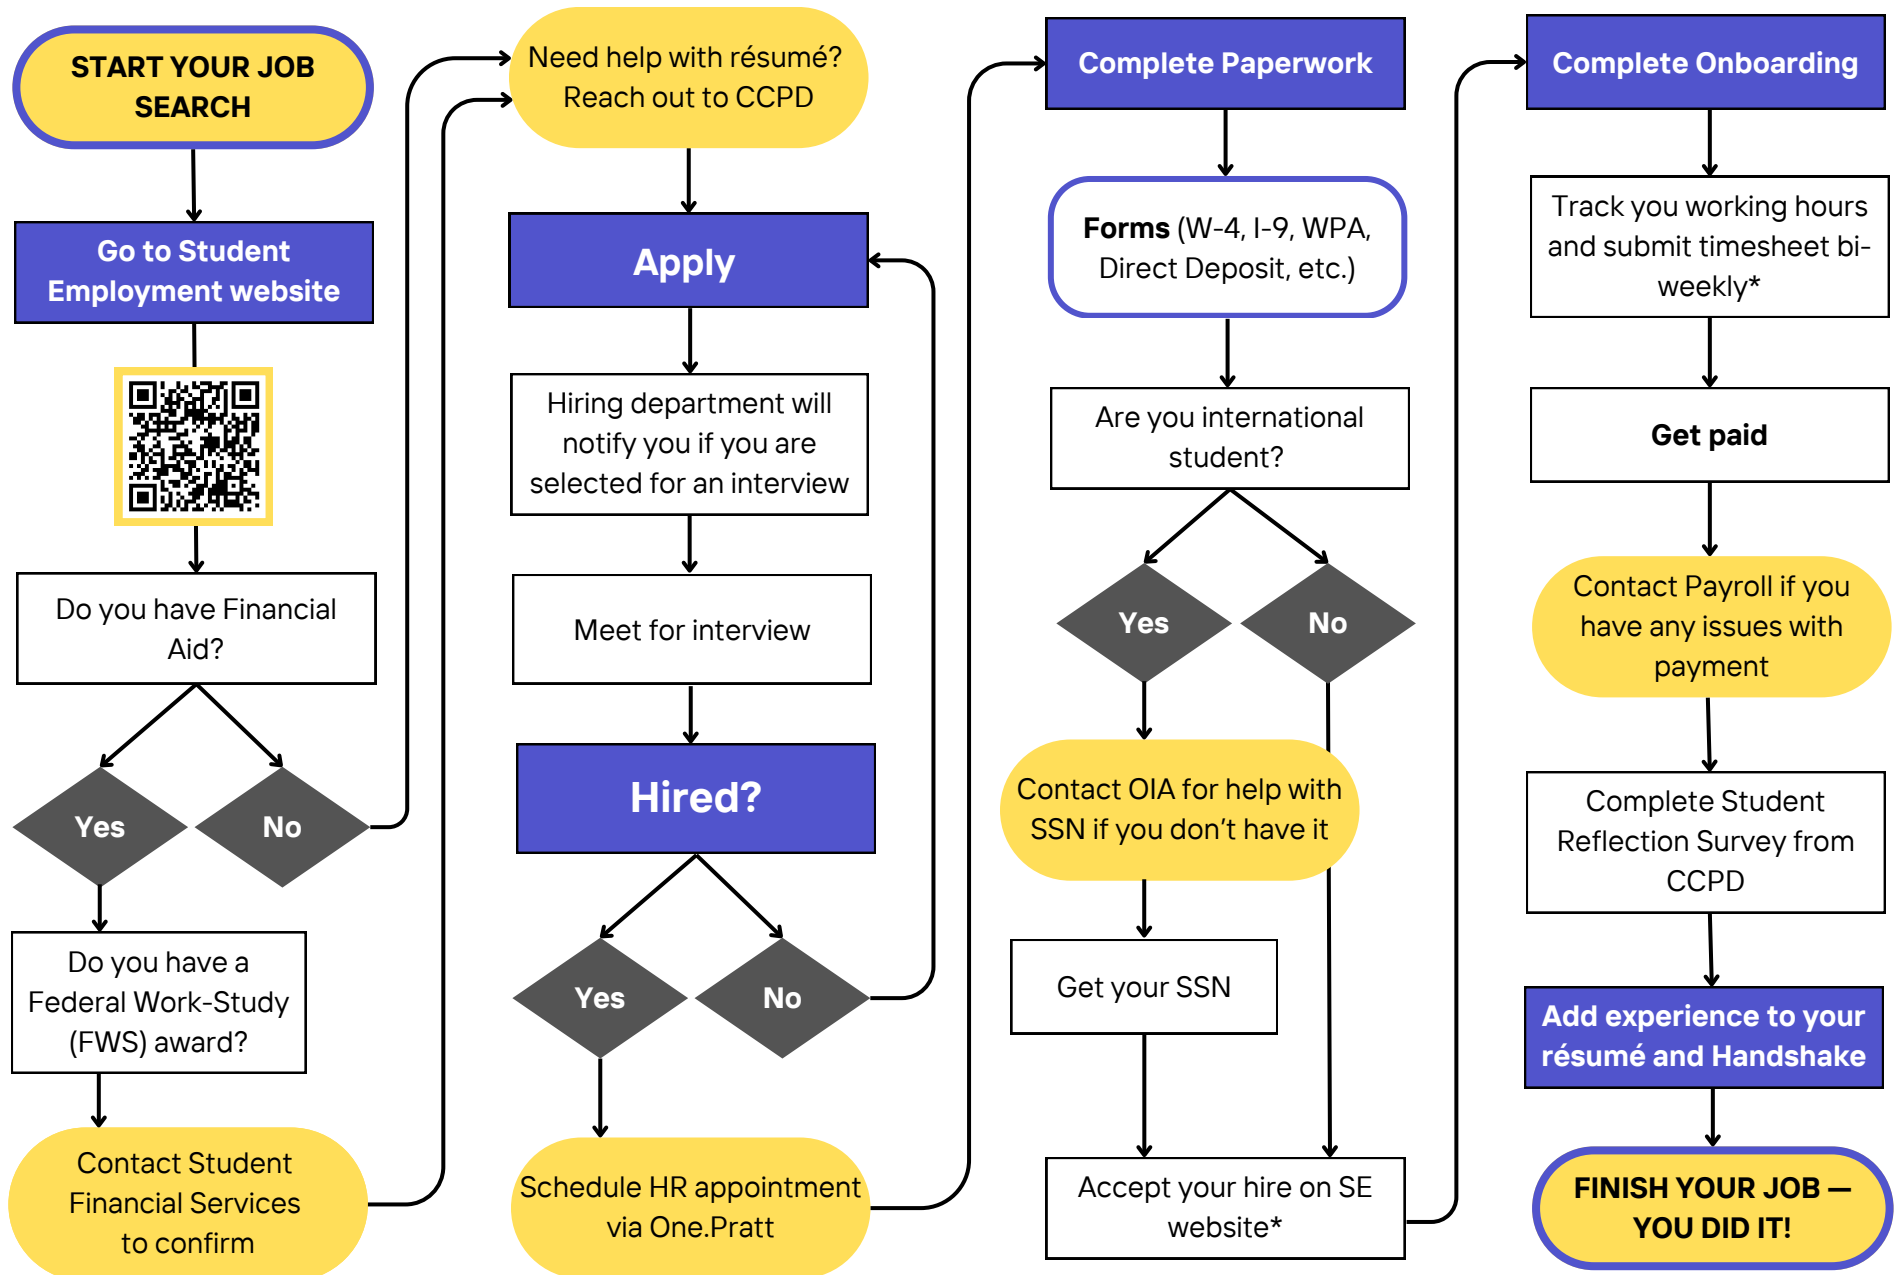 START YOUR JOB
SEARCH
Go to Student
Employment website
Do you have Financial
Aid?
Yes
No
Do you have a
Federal Work-Study
(FWS) award?
Contact Student
Financial Services
to confirm
Need help with résumé?
Reach out to CCPD
Apply
Hiring department will
notify you if you are
selected for an interview
Meet for interview
Hired?
Yes
No
Schedule HR appointment
via One.Pratt
Complete Paperwork
Forms (W-4, I-9, WPA,
Direct Deposit, etc.)
Are you international
student?
Yes
No
Contact OIA for help with
SSN if you don't have it
Get your SSN
Accept your hire on SE
website*
Complete Onboarding
Track you working hours
and submit timesheet bi-
weekly*
Get paid
Contact Payroll if you
have any issues with
payment
Complete Student
Reflection Survey from
CCPD
Add experience to your
résumé and Handshake
FINISH YOUR JOB —
YOU DID IT!